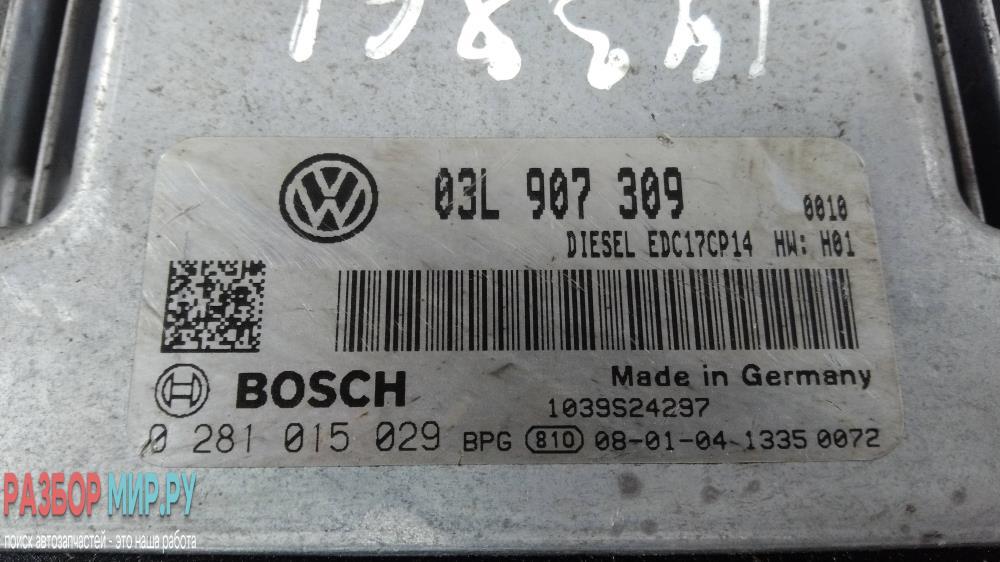 03L 907 309
0010
DIESEL EDC17CP14 HW: H01
BOSCH
Made in Germany
1039S24297
0 281 015 029 BPG 810 08-01-04 1335 0072
РАЗБОР МИР.РУ
поиск автозапчастей - это наша работа